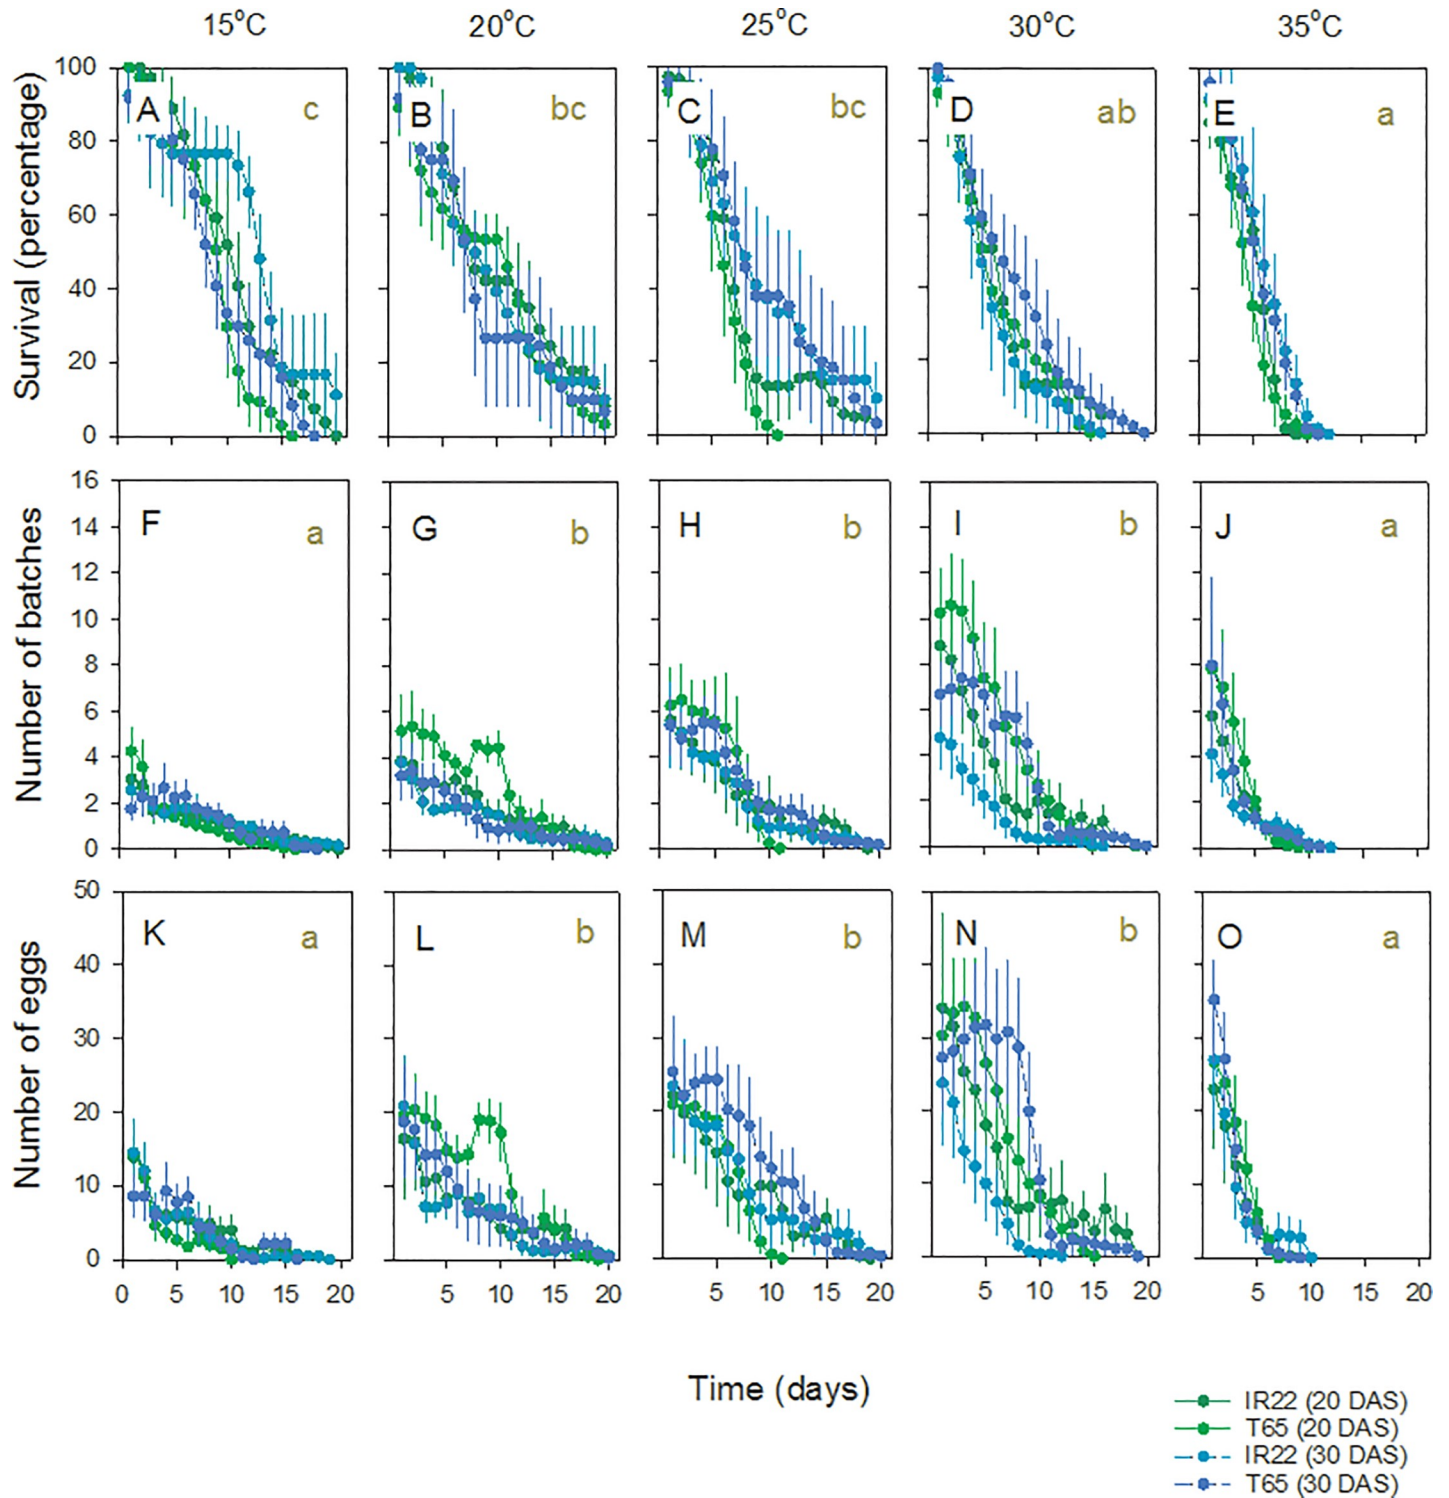 15°C 20°C 25°C 30°C 35°C
Survival (percentage)
100
80
60
40
20
0
A c
B bc
C bc
D ab
E a
Number of batches
16
14
12
10
8
6
4
2
0
F a
G b
H b
I b
J a
Number of eggs
50
40
30
20
10
0
K a
L b
M b
N b
O a
0 5 10 15 20
5 10 15 20
5 10 15 20
5 10 15 20
5 10 15 20
Time (days)
IR22 (20 DAS)
T65 (20 DAS)
IR22 (30 DAS)
T65 (30 DAS)